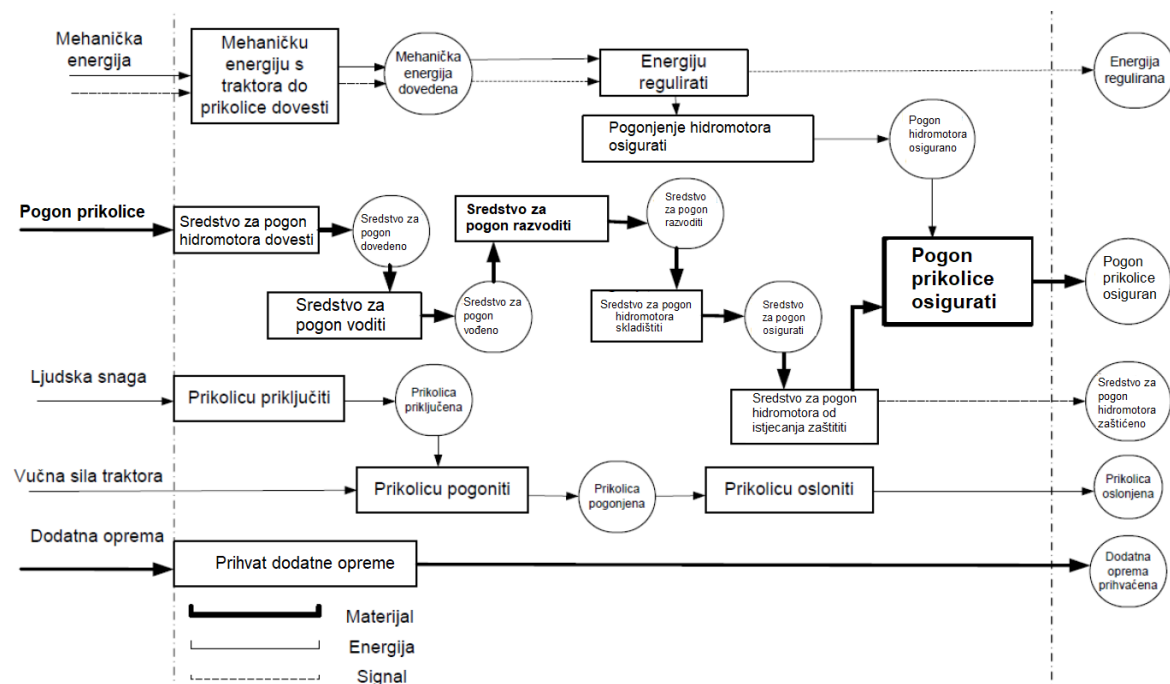 Mehanička
energija
Mehaničku
energiju s
traktora do
prikolice dovesti
Mehanička
energija
dovedena
Energiju
regulirati
Energija
regulirana
Pogonjenje hidromotora
osigurati
Pogon
hidromotora
osigurano
Pogon prikolice
Sredstvo za pogon
hidromotora dovesti
Sredstvo za
pogon
dovedeno
Sredstvo za
pogon razvoditi
Sredstvo
za pogon
razvoditi
Sredstvo za
pogon voditi
Sredstvo za
pogon
vođeno
Sredstvo za pogon
hidromotora
skladištiti
Sredstvo
za pogon
osigurati
Pogon
prikolice
osigurati
Pogon
prikolice
osiguran
Ljudska snaga
Prikolicu priključiti
Prikolica
priključena
Sredstvo za pogon
hidromotora od
istjecanja zaštititi
Sredstvo za
pogon
hidromotora
zaštićeno
Vučna sila traktora
Prikolicu pogoniti
Prikolica
pogonjena
Prikolicu osloniti
Prikolica
oslonjena
Dodatna oprema
Prihvat dodatne opreme
Dodatna
oprema
prihvaćena
Materijal
Energija
Signal